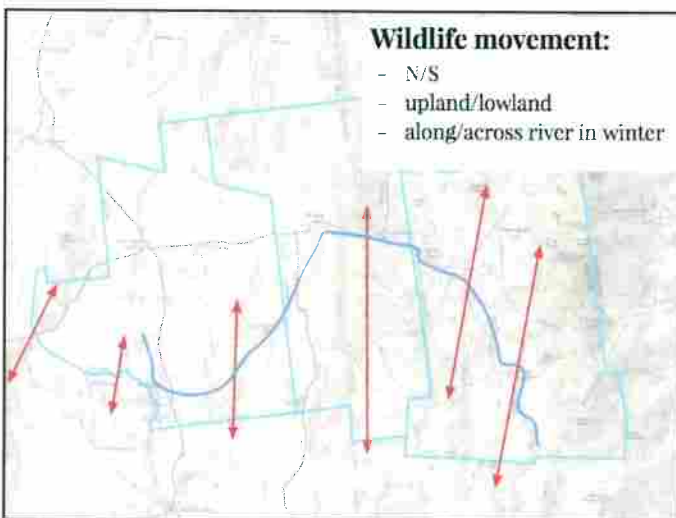 Wildlife movement:
- N/S
- upland/lowland
- along/across river in winter